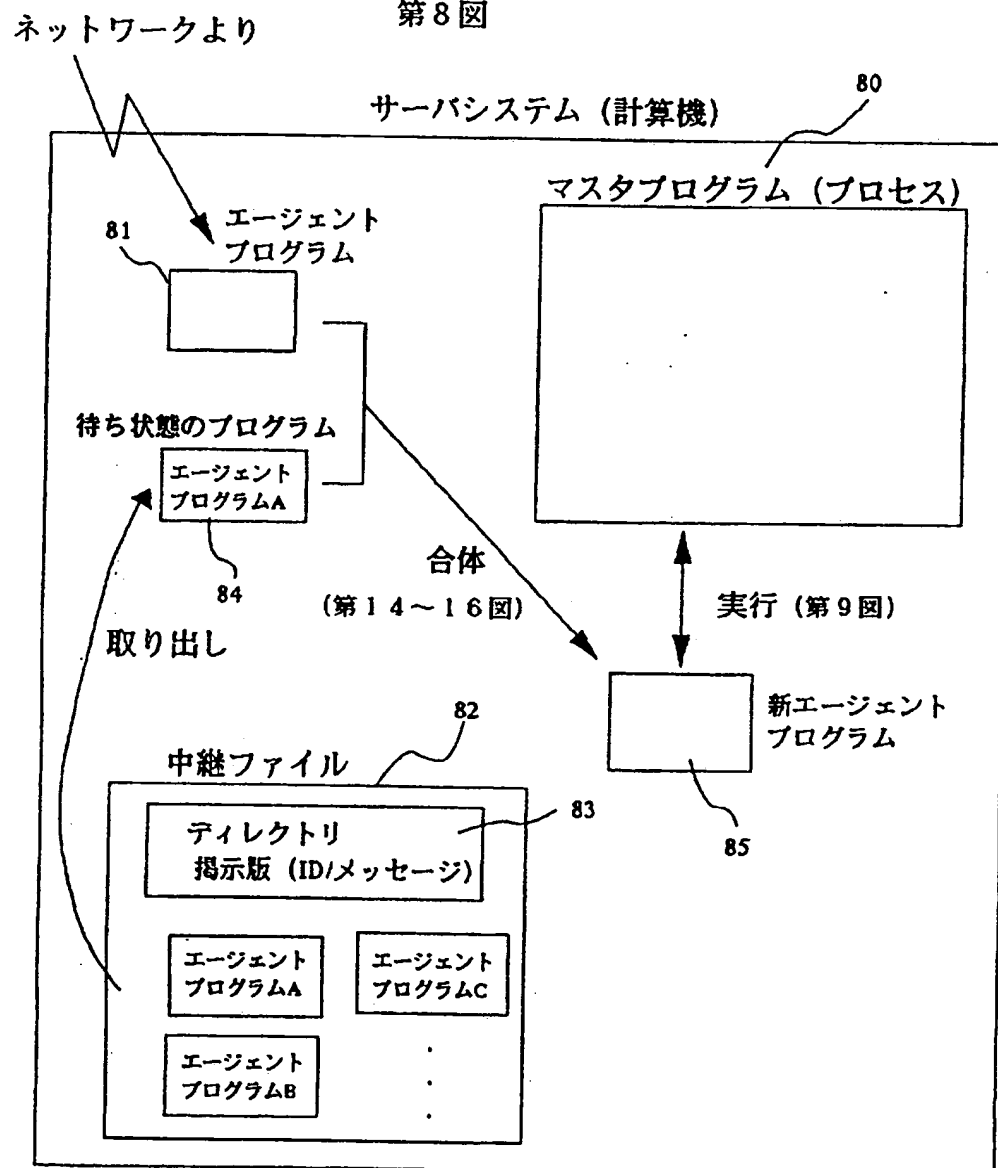 第8図
ネットワークより
サーバシステム (計算機)
80
マスタプログラム (プロセス)
81
エージェント
プログラム
待ち状態のプログラム
エージェント
プログラムA
84
合体
(第14~16図)
実行 (第9図)
取り出し
新エージェント
プログラム
85
82
中継ファイル
83
ディレクトリ
掲示版 (ID/メッセージ)
エージェント
プログラムA
エージェント
プログラムC
エージェント
プログラムB